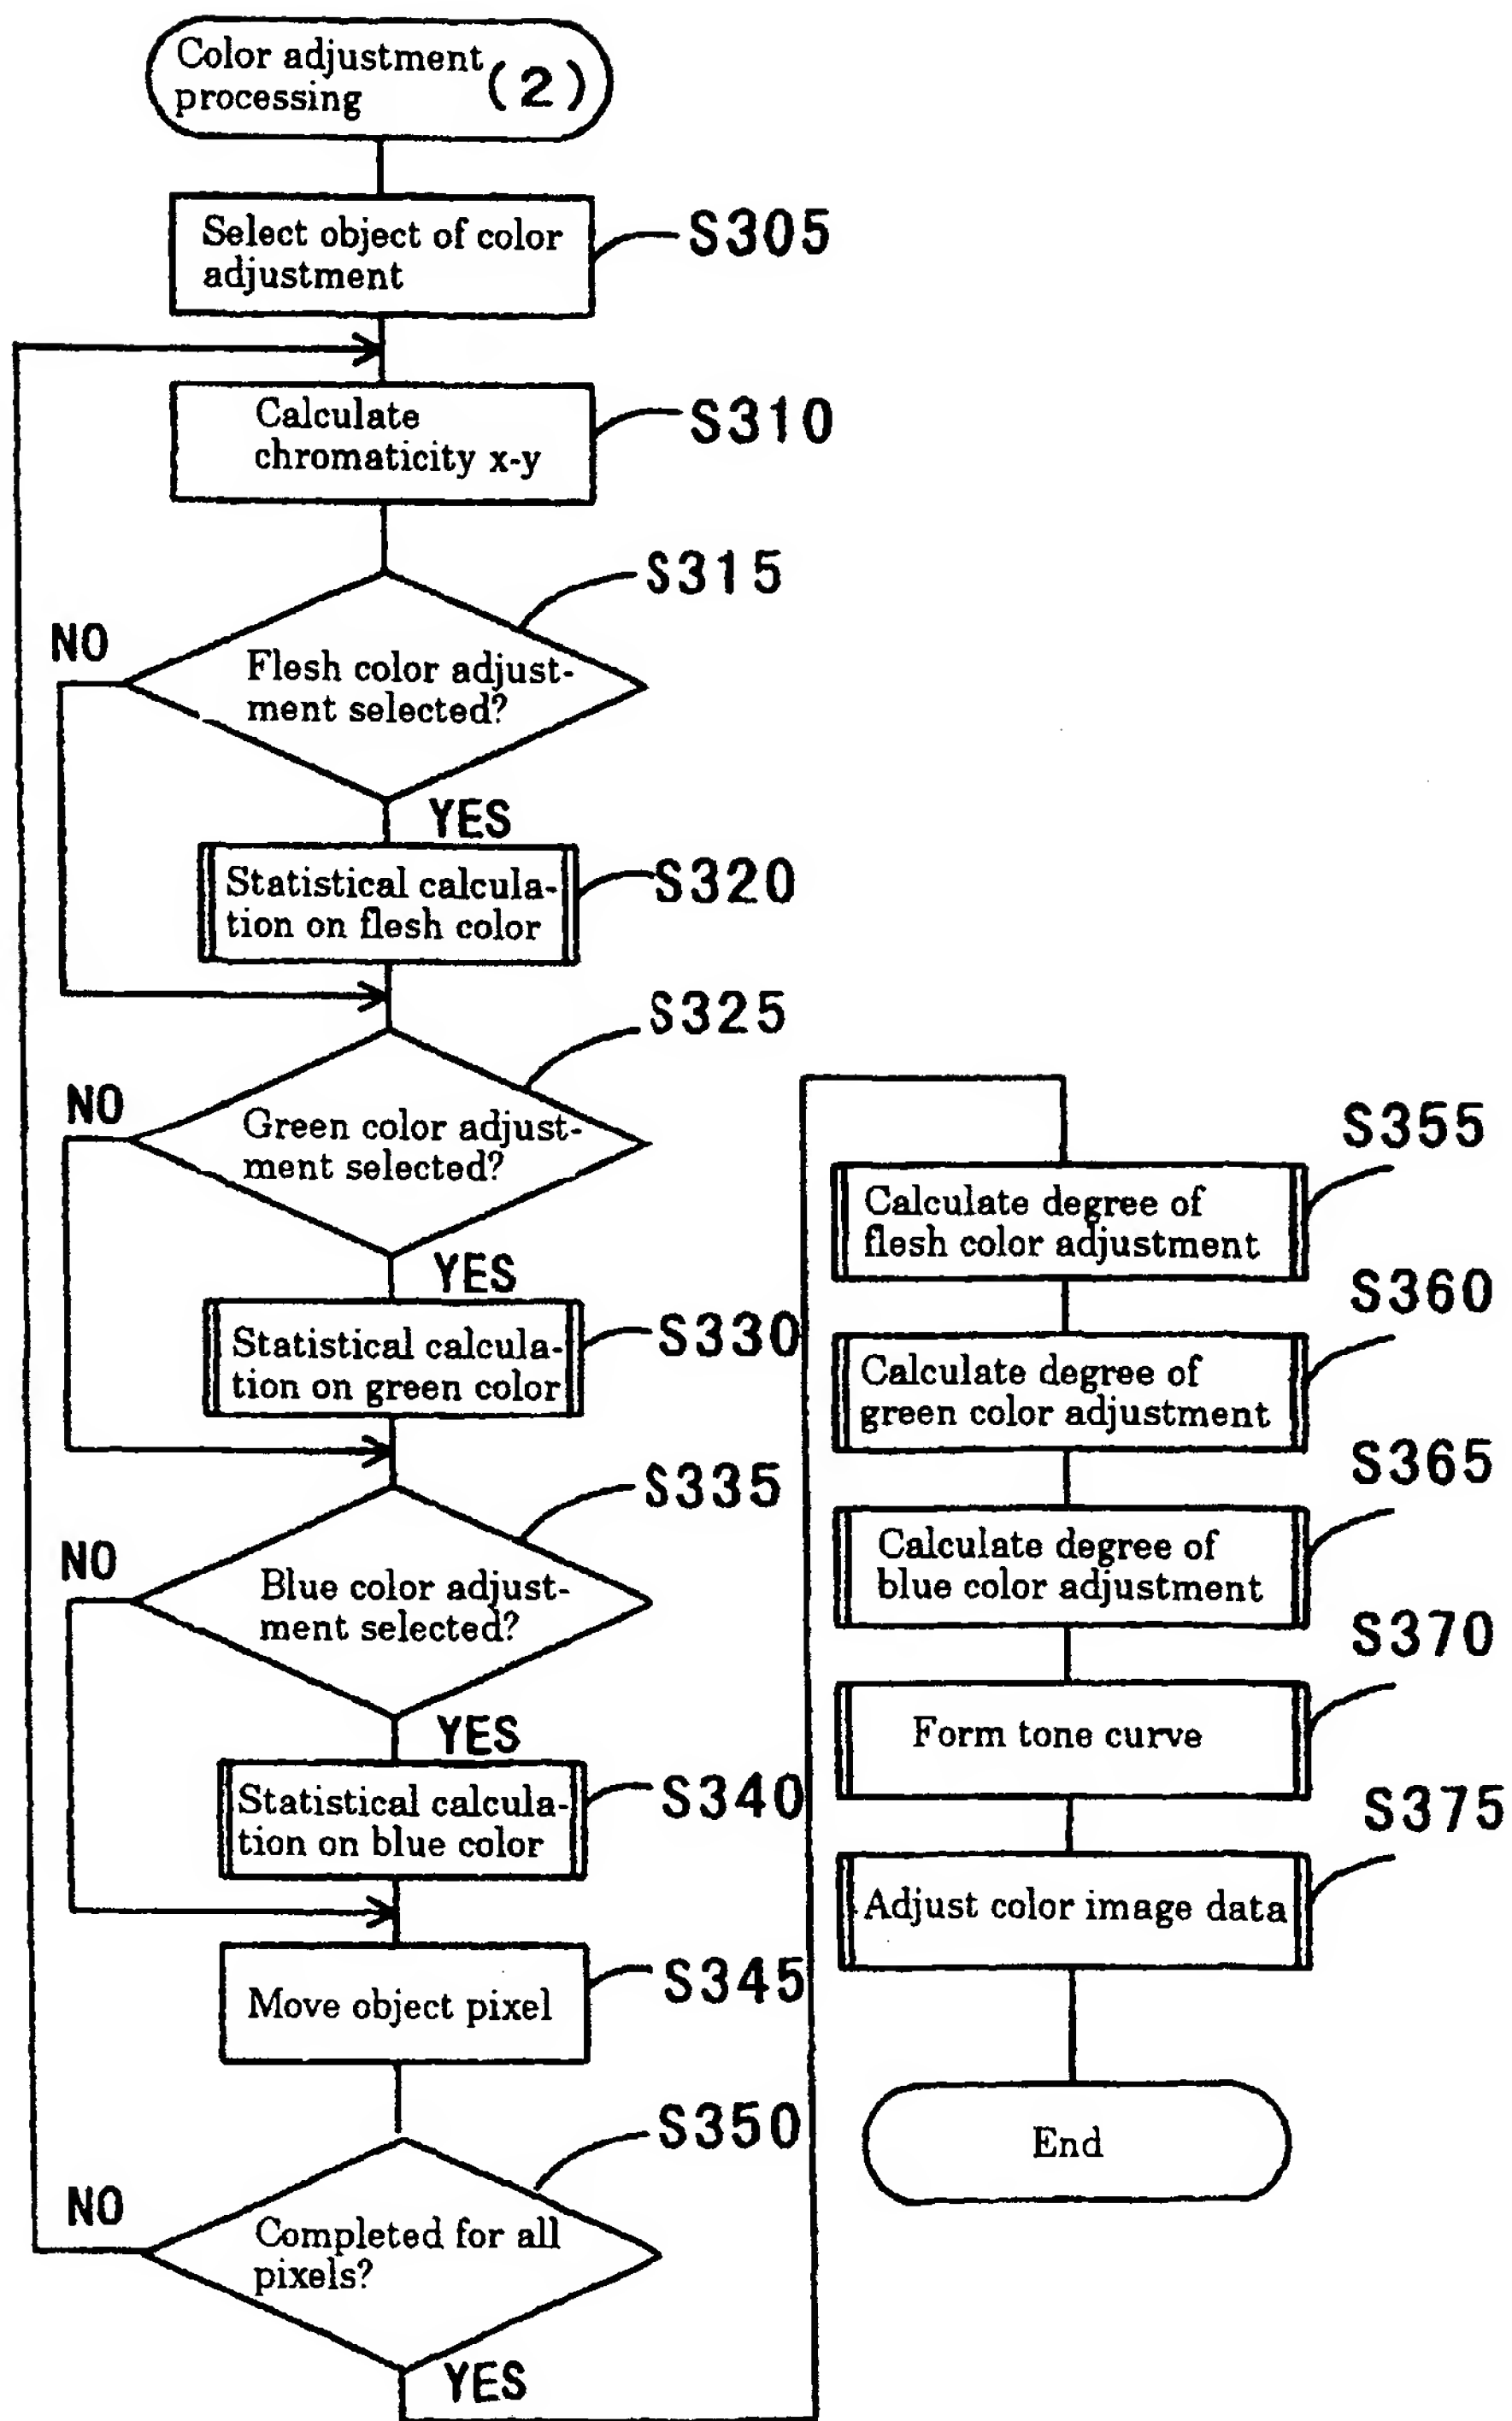 Color adjustment
processing (2)
Select object of color
adjustment
S305
Calculate
chromaticity x-y
S310
S315
NO
Flesh color adjust-
ment selected?
YES
Statistical calcula-
tion on flesh color
S320
S325
NO
Green color adjust-
ment selected?
YES
Statistical calcula-
tion on green color
S330
S335
NO
Blue color adjust-
ment selected?
YES
Statistical calcula-
tion on blue color
S340
Move object pixel
S345
S350
NO
Completed for all
pixels?
YES
S355
Calculate degree of
flesh color adjustment
S360
Calculate degree of
green color adjustment
S365
Calculate degree of
blue color adjustment
S370
Form tone curve
S375
Adjust color image data
End